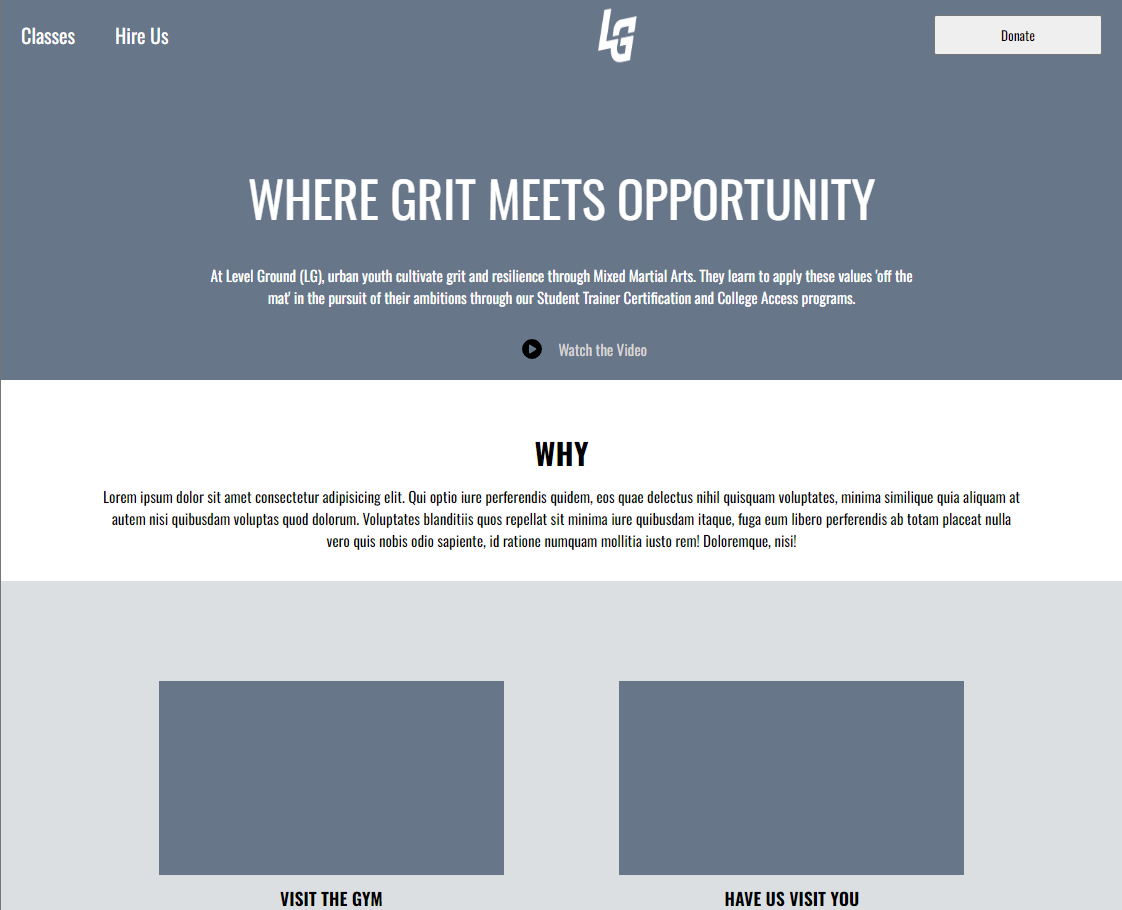 Classes
Hire Us
LG
Donate
WHERE GRIT MEETS OPPORTUNITY
At Level Ground (LG), urban youth cultivate grit and resilience through Mixed Martial Arts. They learn to apply these values 'off the
mat' in the pursuit of their ambitions through our Student Trainer Certification and College Access programs.
Watch the Video
WHY
Lorem ipsum dolor sit amet consectetur adipisicing elit. Qui optio iure perferendis quidem, eos quae delectus nihil quisquam voluptates, minima similique quia aliquam at
autem nisi quibusdam voluptas quod dolorum. Voluptates blanditiis quos repellat sit minima iure quibusdam itaque, fuga eum libero perferendis ab totam placeat nulla
vero quis nobis odio sapiente, id ratione numquam mollitia iusto rem! Doloremque, nisi!
VISIT THE GYM
HAVE US VISIT YOU